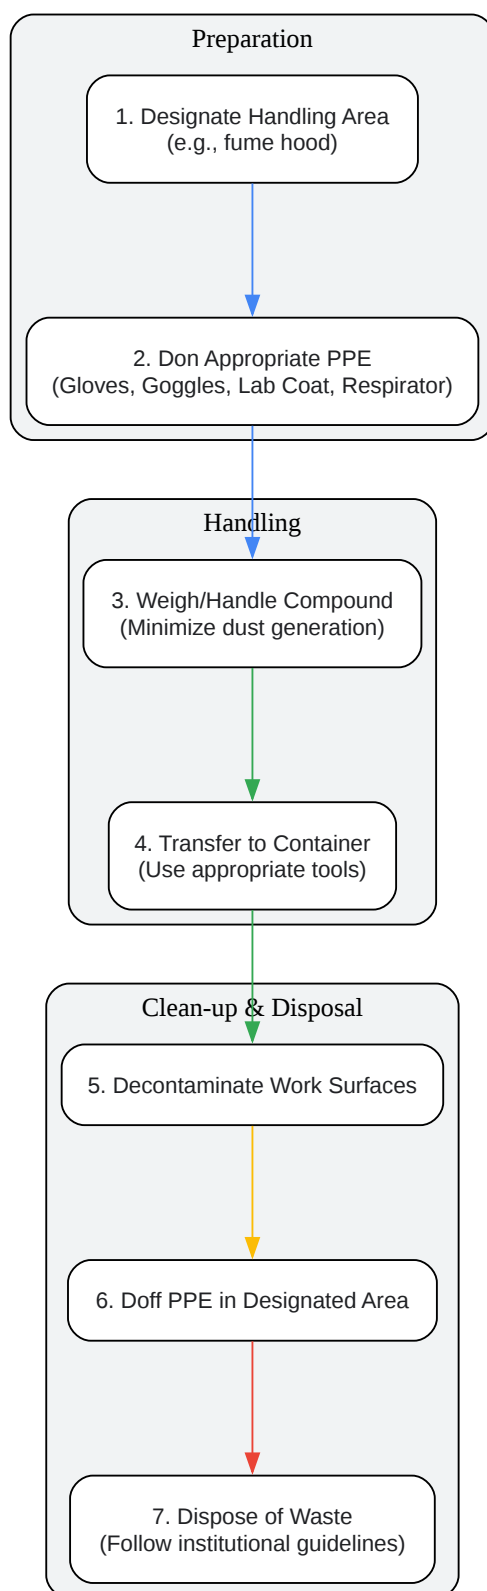 Preparation
1. Designate Handling Area
(e.g., fume hood)
2. Don Appropriate PPE
(Gloves, Goggles, Lab Coat, Respirator)
Handling
3. Weigh/Handle Compound
(Minimize dust generation)
4. Transfer to Container
(Use appropriate tools)
Clean-up & Disposal
5. Decontaminate Work Surfaces
6. Doff PPE in Designated Area
7. Dispose of Waste
(Follow institutional guidelines)